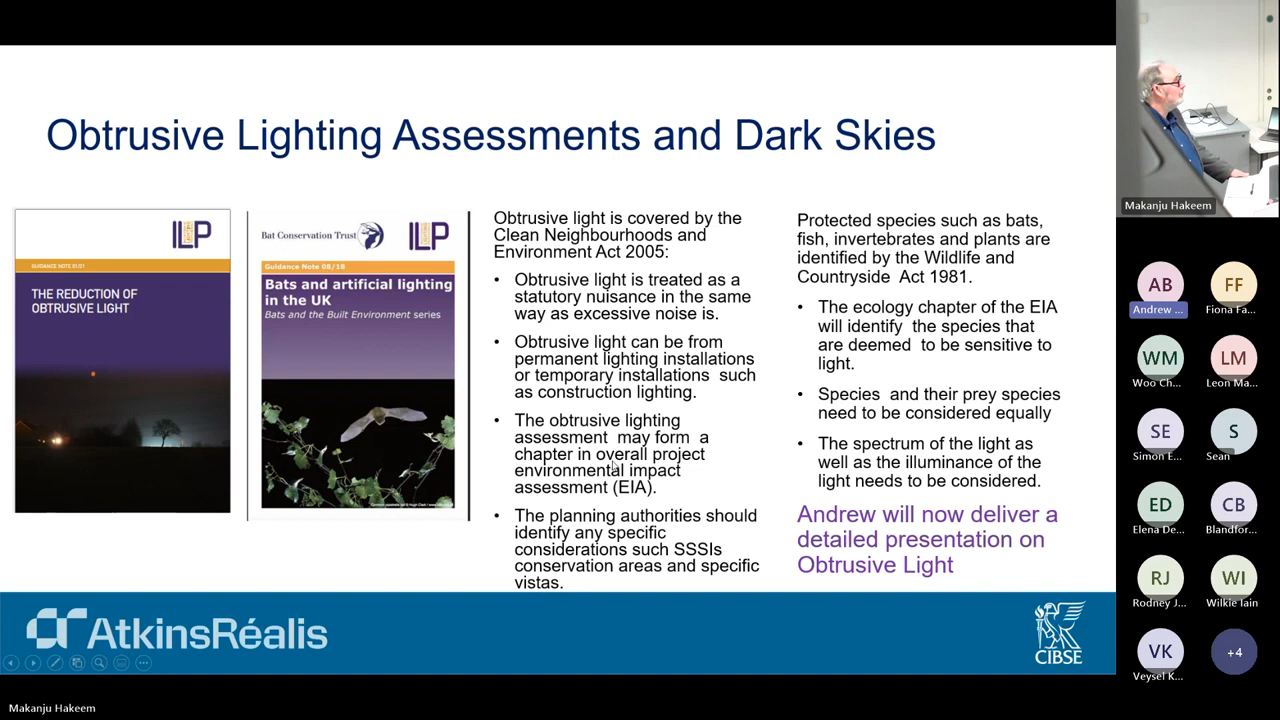 Obtrusive Lighting Assessments and Dark Skies
ILP
GUIDANCE NOTE 01/21
THE REDUCTION OF
OBTRUSIVE LIGHT
Bat Conservation Trust
ILP
Guidance Note 08/18
Bats and artificial lighting
in the UK
Bats and the Built Environment series
Obtrusive light is covered by the
Clean Neighbourhoods and
Environment Act 2005:
• Obtrusive light is treated as a
statutory nuisance in the same
way as excessive noise is.
• Obtrusive light can be from
permanent lighting installations
or temporary installations such
as construction lighting.
• The obtrusive lighting
assessment may form a
chapter in overall project
environmental impact
assessment (EIA).
• The planning authorities should
identify any specific
considerations such SSSIs
conservation areas and specific
vistas.
Protected species such as bats,
fish, invertebrates and plants are
identified by the Wildlife and
Countryside Act 1981.
• The ecology chapter of the EIA
will identify the species that
are deemed to be sensitive to
light.
• Species and their prey species
need to be considered equally
• The spectrum of the light as
well as the illuminance of the
light needs to be considered.
Andrew will now deliver a
detailed presentation on
Obtrusive Light
AtkinsRéalis
CIBSE
Makanju Hakeem
AB
Andrew ...
FF
Fiona Fa...
WM
Woo Ch...
LM
Leon Ma...
SE
Simon E...
S
Sean
ED
Elena De...
CB
Blandfor...
RJ
Rodney J...
WI
Wilkie Iain
VK
Veysel K...
+4
Makanju Hakeem